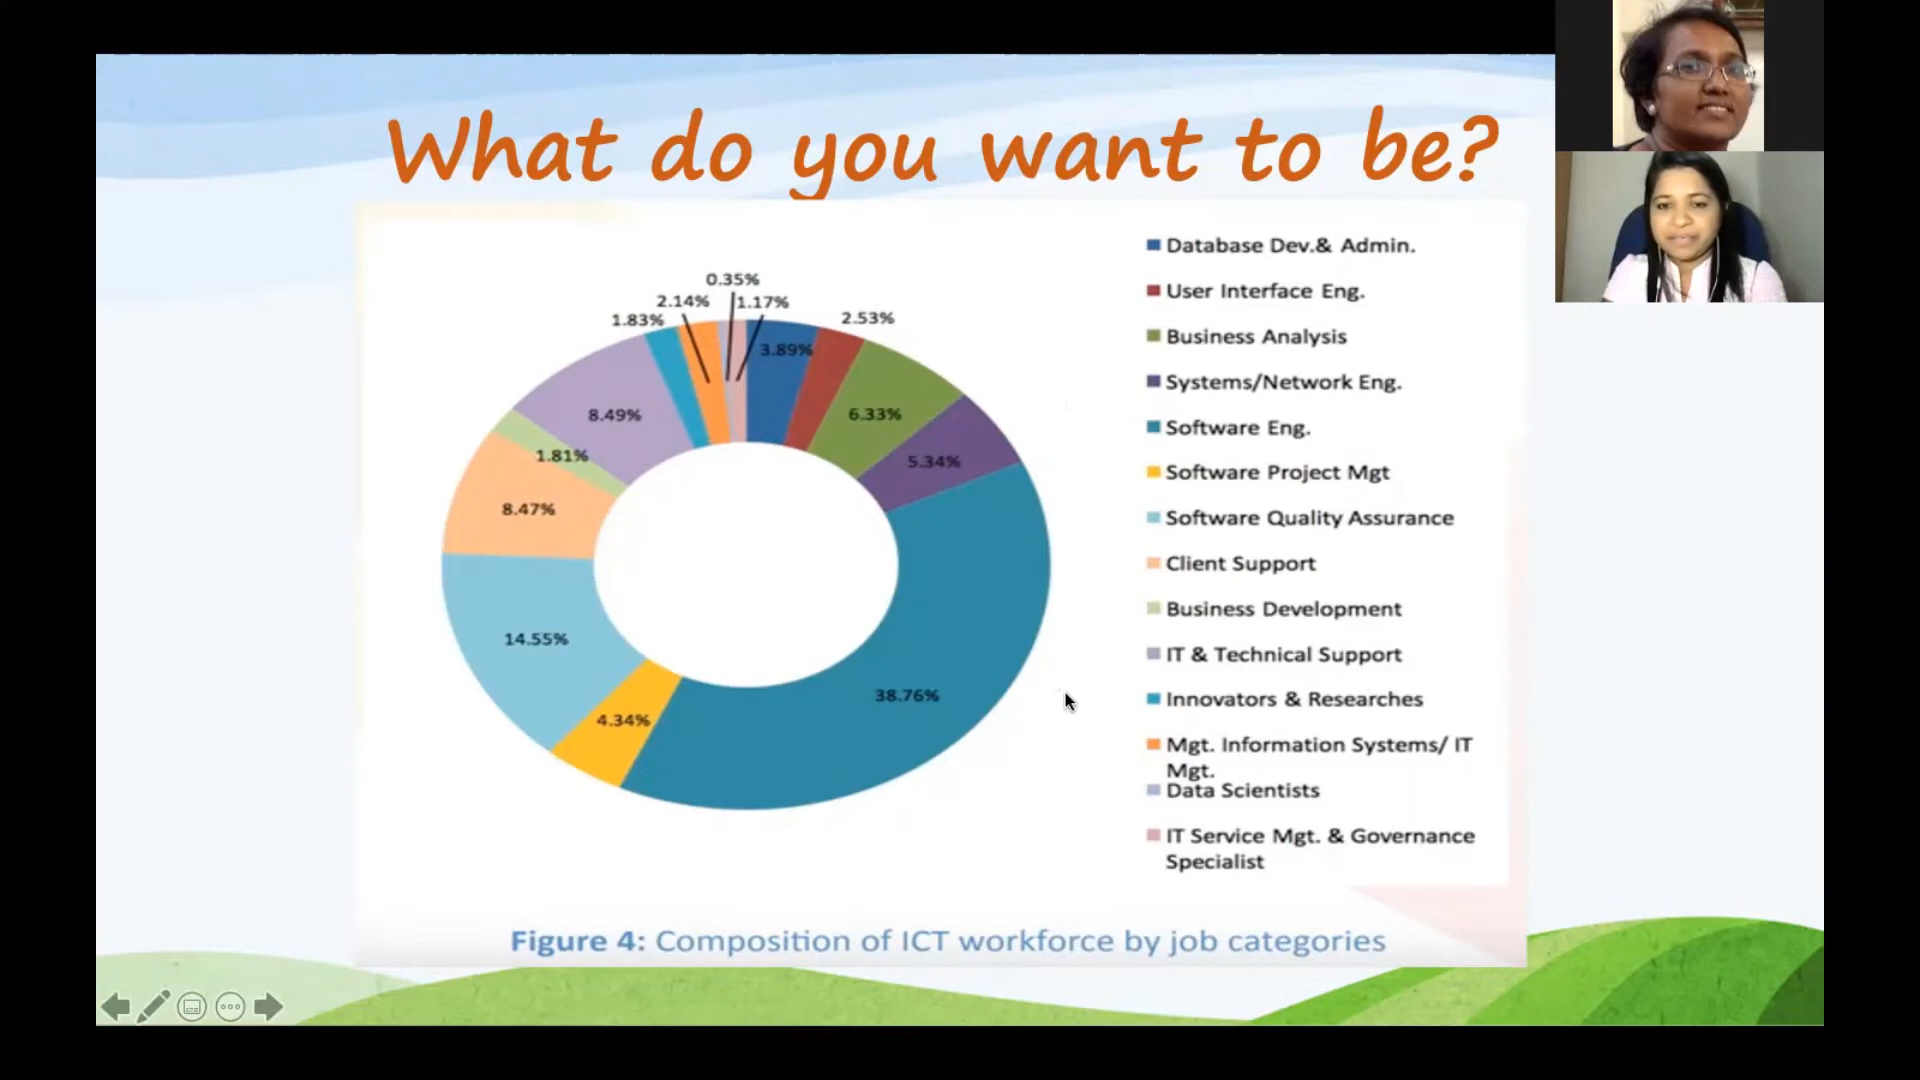 What do you want to be?
0.35%
2.14%
1.17%
1.83%
2.53%
3.89%
8.49%
6.33%
1.81%
5.34%
8.47%
14.55%
38.76%
4.34%
Database Dev.& Admin.
User Interface Eng.
Business Analysis
Systems/Network Eng.
Software Eng.
Software Project Mgt
Software Quality Assurance
Client Support
Business Development
IT & Technical Support
Innovators & Researches
Mgt. Information Systems/ IT
Mgt.
Data Scientists
IT Service Mgt. & Governance
Specialist
Figure 4: Composition of ICT workforce by job categories